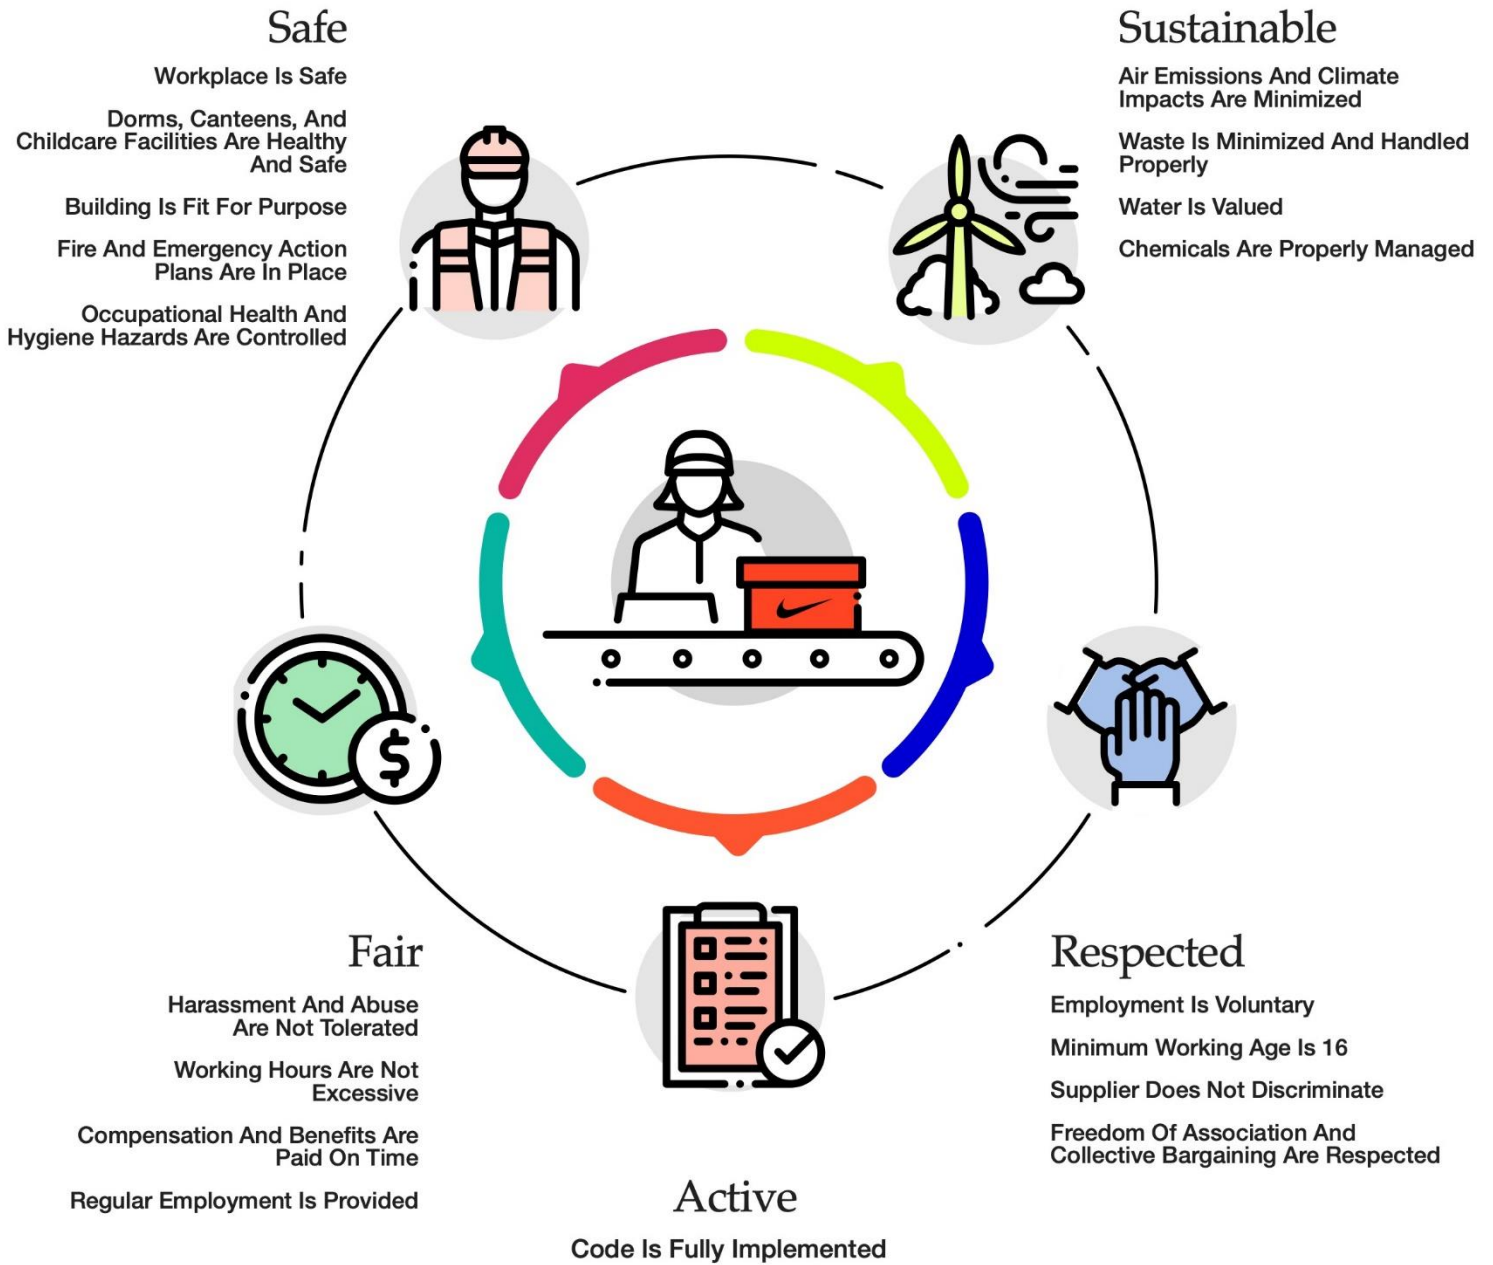 Safe
Workplace Is Safe
Dorms, Canteens, And
Childcare Facilities Are Healthy
And Safe
Building Is Fit For Purpose
Fire And Emergency Action
Plans Are In Place
Occupational Health And
Hygiene Hazards Are Controlled
Sustainable
Air Emissions And Climate
Impacts Are Minimized
Waste Is Minimized And Handled
Properly
Water Is Valued
Chemicals Are Properly Managed
$
Fair
Harassment And Abuse
Are Not Tolerated
Working Hours Are Not
Excessive
Compensation And Benefits Are
Paid On Time
Regular Employment Is Provided
Respected
Employment Is Voluntary
Minimum Working Age Is 16
Supplier Does Not Discriminate
Freedom Of Association And
Collective Bargaining Are Respected
Active
Code Is Fully Implemented